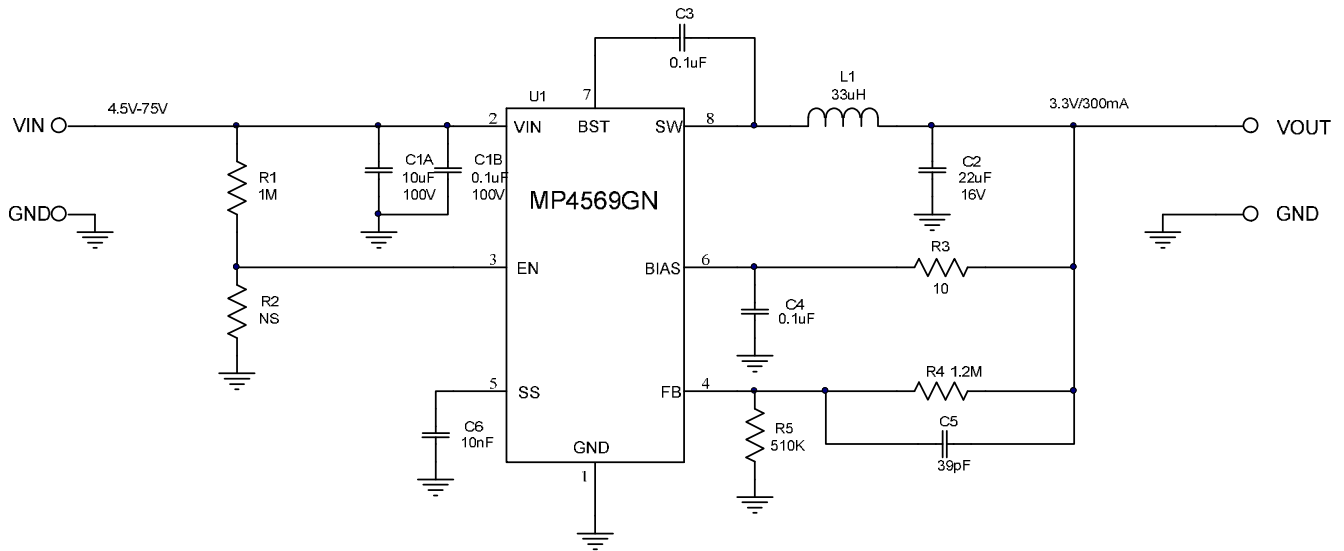 C3
0.1uF
L1
33uH
4.5V-75V
U1
7
3.3V/300mA
VIN
2
VIN
BST
SW
8
VOUT
R1
1M
C1A
10uF
100V
C1B
0.1uF
100V
MP4569GN
C2
22uF
16V
GND
GND
3
EN
BIAS
6
R3
10
R2
NS
C4
0.1uF
5
SS
FB
4
R4 1.2M
C6
10nF
R5
510K
C5
39pF
GND
1